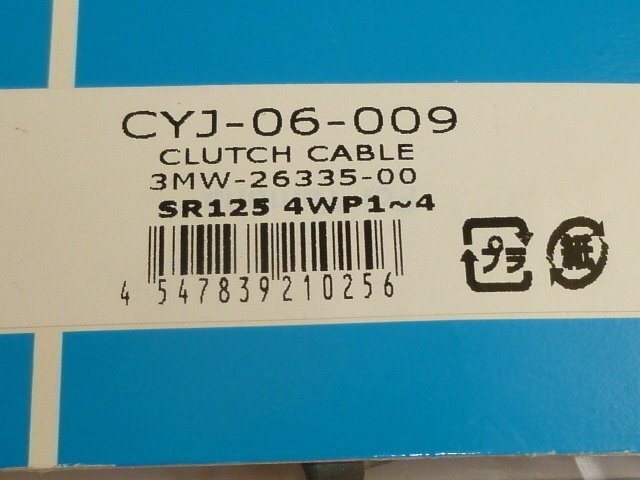 CYJ-06-009
CLUTCH CABLE
3MW-26335-00
SR125 4WP1~4
4 547839 210256
プラ
紙